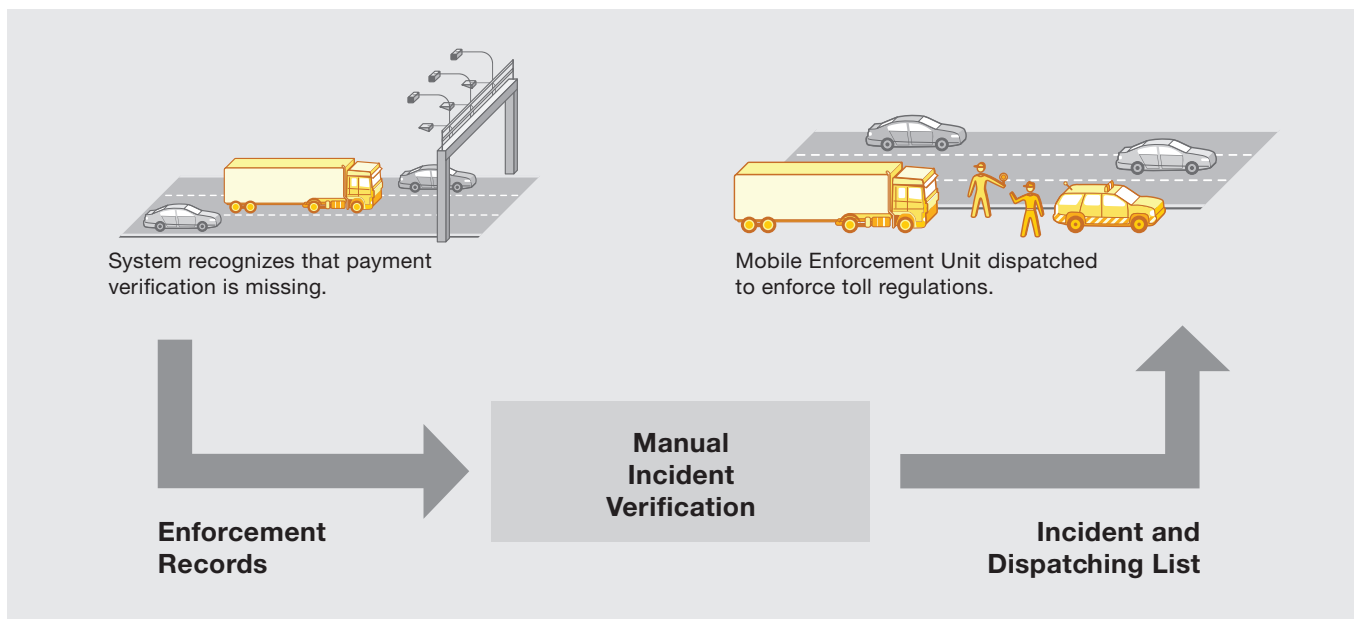 System recognizes that payment
verification is missing.
Mobile Enforcement Unit dispatched
to enforce toll regulations.
Manual
Incident
Verification
Enforcement
Records
Incident and
Dispatching List